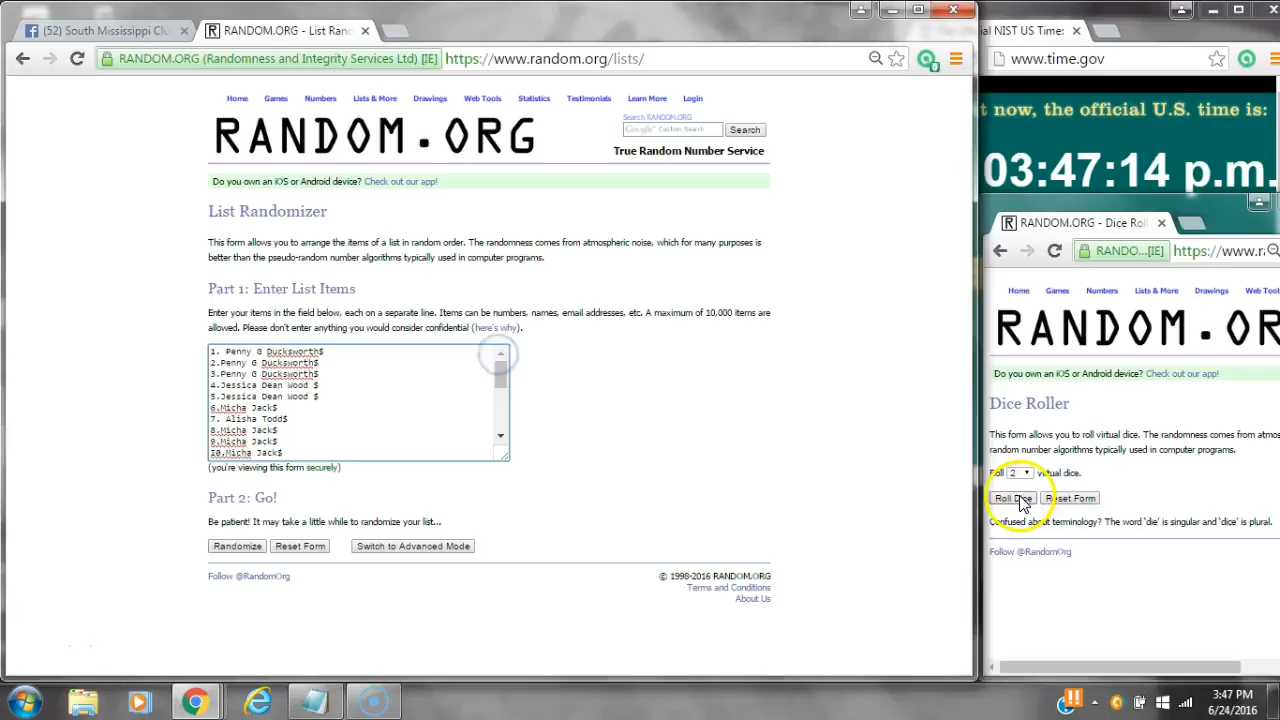 (52) South Mississippi Clu
RANDOM.ORG - List Ran
RANDOM.ORG (Randomness and Integrity Services Ltd) [IE]
https://www.random.org/lists/
Home Games Numbers Lists & More Drawings Web Tools Statistics Testimonials Learn More Login
RANDOM.ORG
Search RANDOM.ORG
Google Custom Search
Search
True Random Number Service
Do you own an iOS or Android device? Check out our app!
List Randomizer
This form allows you to arrange the items of a list in random order. The randomness comes from atmospheric noise, which for many purposes is
better than the pseudo-random number algorithms typically used in computer programs.
Part 1: Enter List Items
Enter your items in the field below, each on a separate line. Items can be numbers, names, email addresses, etc. A maximum of 10,000 items are
allowed. Please don't enter anything you would consider confidential (here's why).
1. Penny G Ducksworth$
2.Penny G Ducksworth$
3.Penny G Ducksworth$
4.Jessica Dean Wood $
5.Jessica Dean Wood $
6.Micha Jack$
7. Alisha Todd$
8.Micha Jack$
9.Micha Jack$
I0.Micha Jack$
(you're viewing this form securely)
Part 2: Go!
Be patient! It may take a little while to randomize your list...
Randomize
Reset Form
Switch to Advanced Mode
Follow @RandomOrg
© 1998-2016 RANDOM.ORG
Terms and Conditions
About Us
NIST US Time:
www.time.gov
t now, the official U.S. time is:
03:47:14 p.m.
RANDOM.ORG - Dice Roll
RANDO...[IE]
https://www.r
Home Games Numbers Lists & More Drawings Web Too
RANDOM.OR
Do you own an iOS or Android device? Check out our app!
Dice Roller
This form allows you to roll virtual dice. The randomness comes from atmos
random number algorithms typically used in computer programs.
Roll 2 virtual dice.
Roll Dice
Reset Form
Confused about terminology? The word 'die' is singular and 'dice' is plural.
Follow @RandomOrg
3:47 PM
6/24/2016